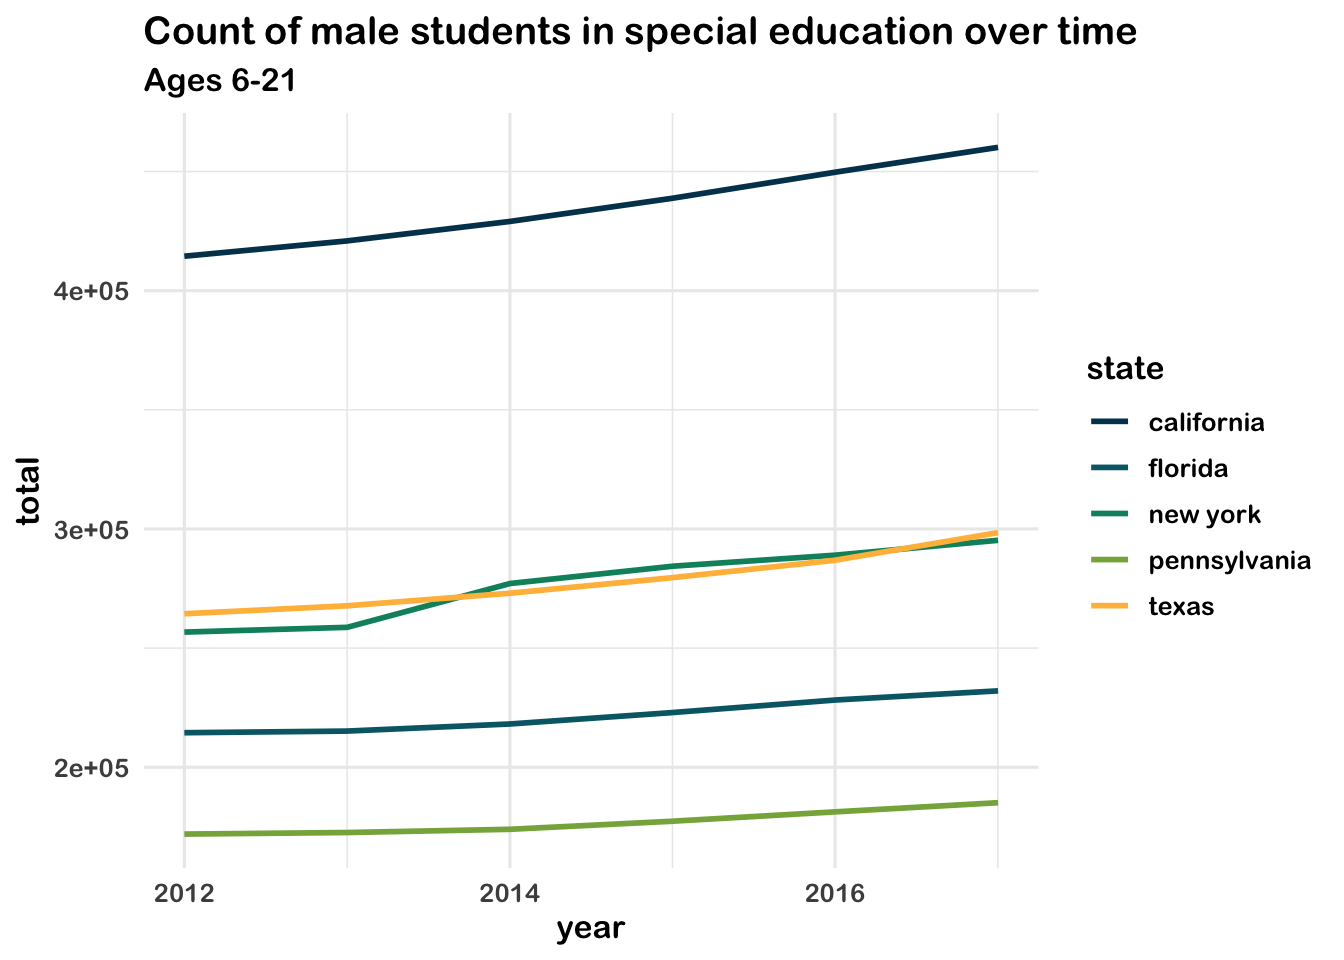 Count of male students in special education over time
Ages 6-21
total
4e+05
3e+05
2e+05
2012
2014
2016
year
state
california
florida
new york
pennsylvania
texas